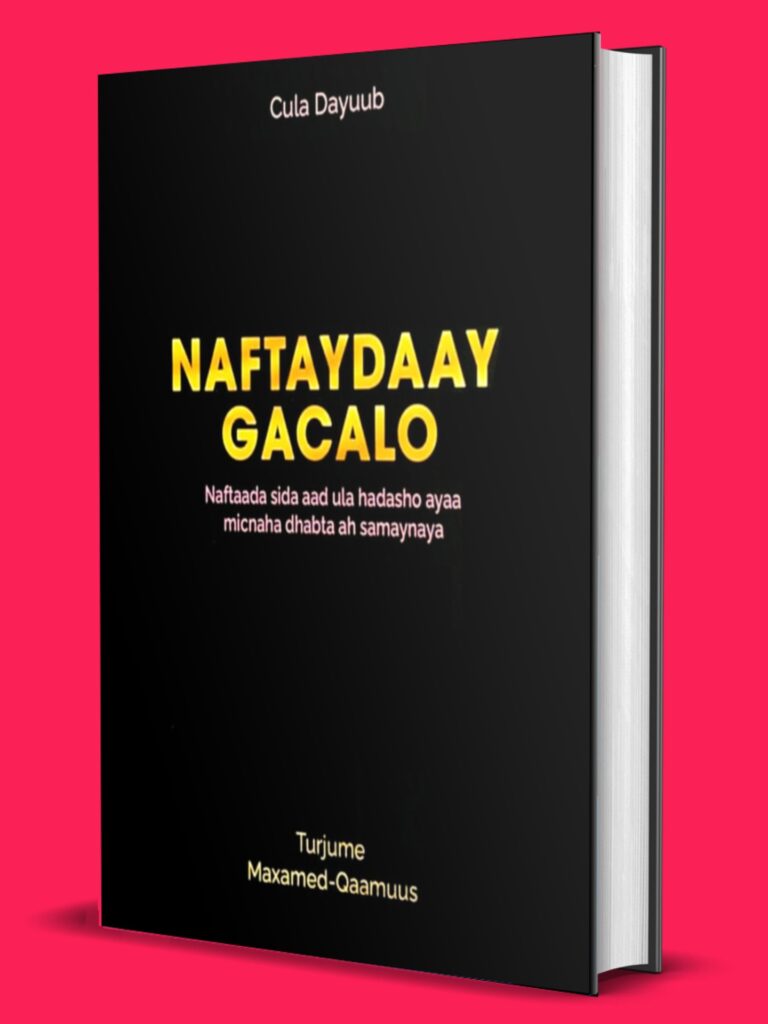 Cula Dayuub
NAFTAYDAAY
GACALO
Naftaada sida aad ula hadasho ayaa
micnaha dhabta ah samaynaya
Turjume
Maxamed-Qaamuus